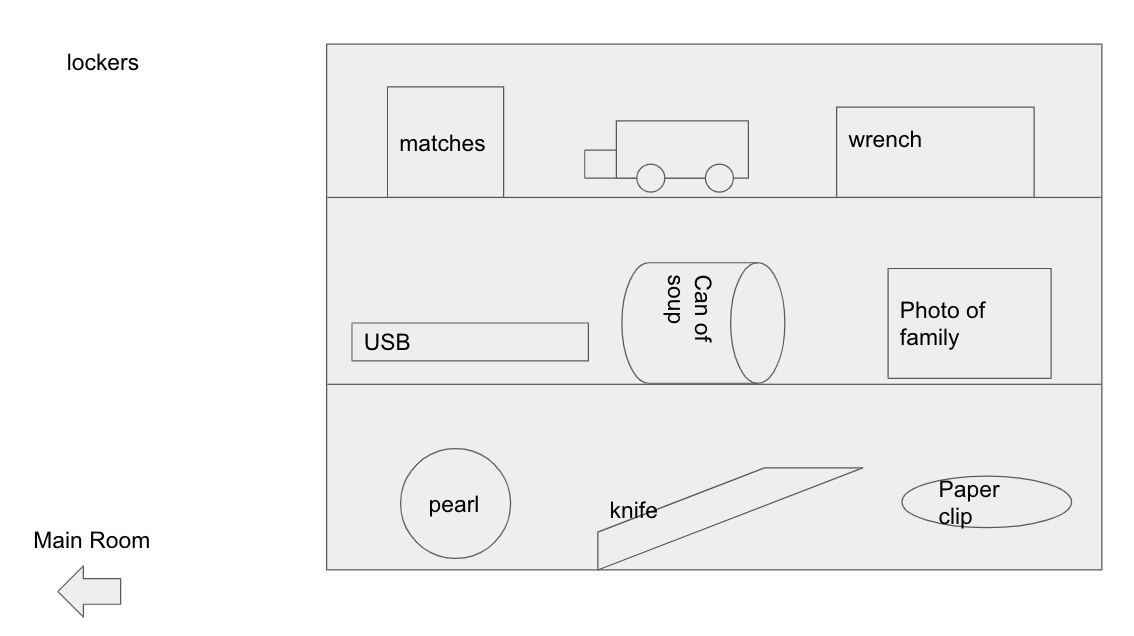 lockers
matches
wrench
USB
Can of
soup
Photo of
family
pearl
knife
Paper
clip
Main Room